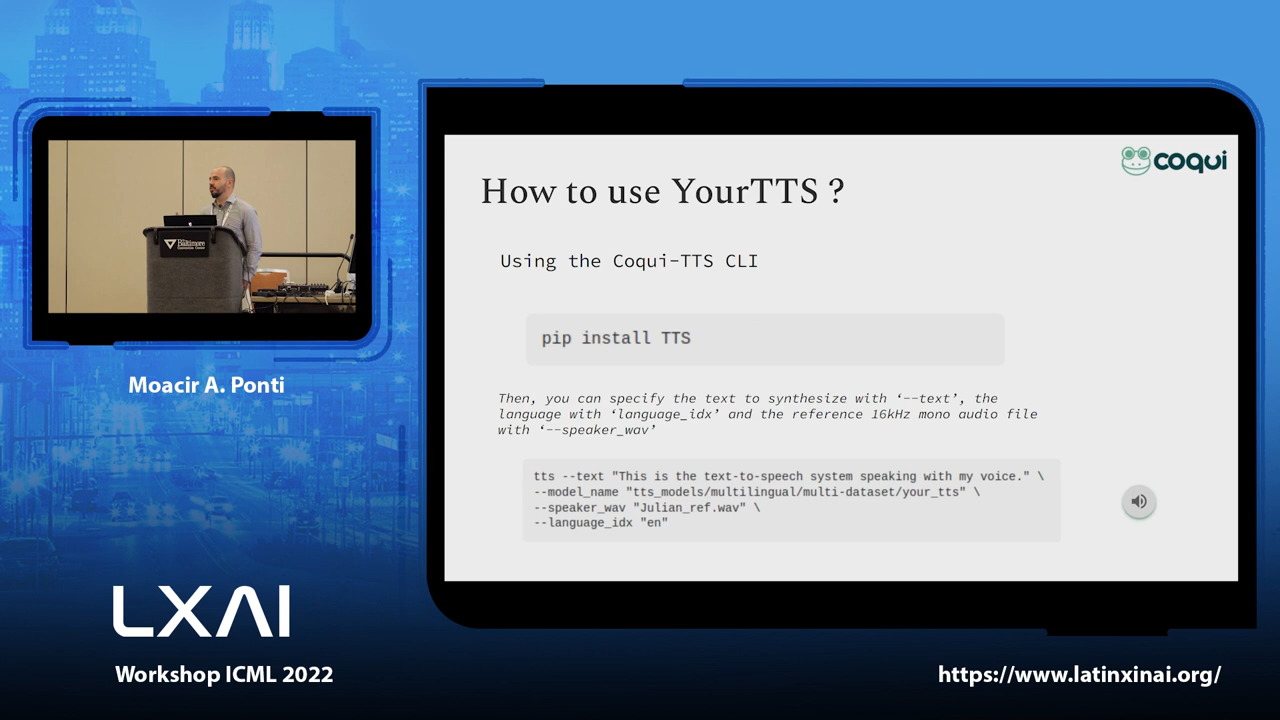 Baltimore
Convention Center
Moacir A. Ponti
LXAI
Workshop ICML 2022
coqui
How to use YourTTS ?
Using the Coqui-TTS CLI
pip install TTS
Then, you can specify the text to synthesize with ‘--text’, the
language with ‘language_idx’ and the reference 16kHz mono audio file
with ‘--speaker_wav’
tts --text "This is the text-to-speech system speaking with my voice." \
--model_name "tts_models/multilingual/multi-dataset/your_tts" \
--speaker_wav "Julian_ref.wav" \
--language_idx "en"
https://www.latinxinai.org/